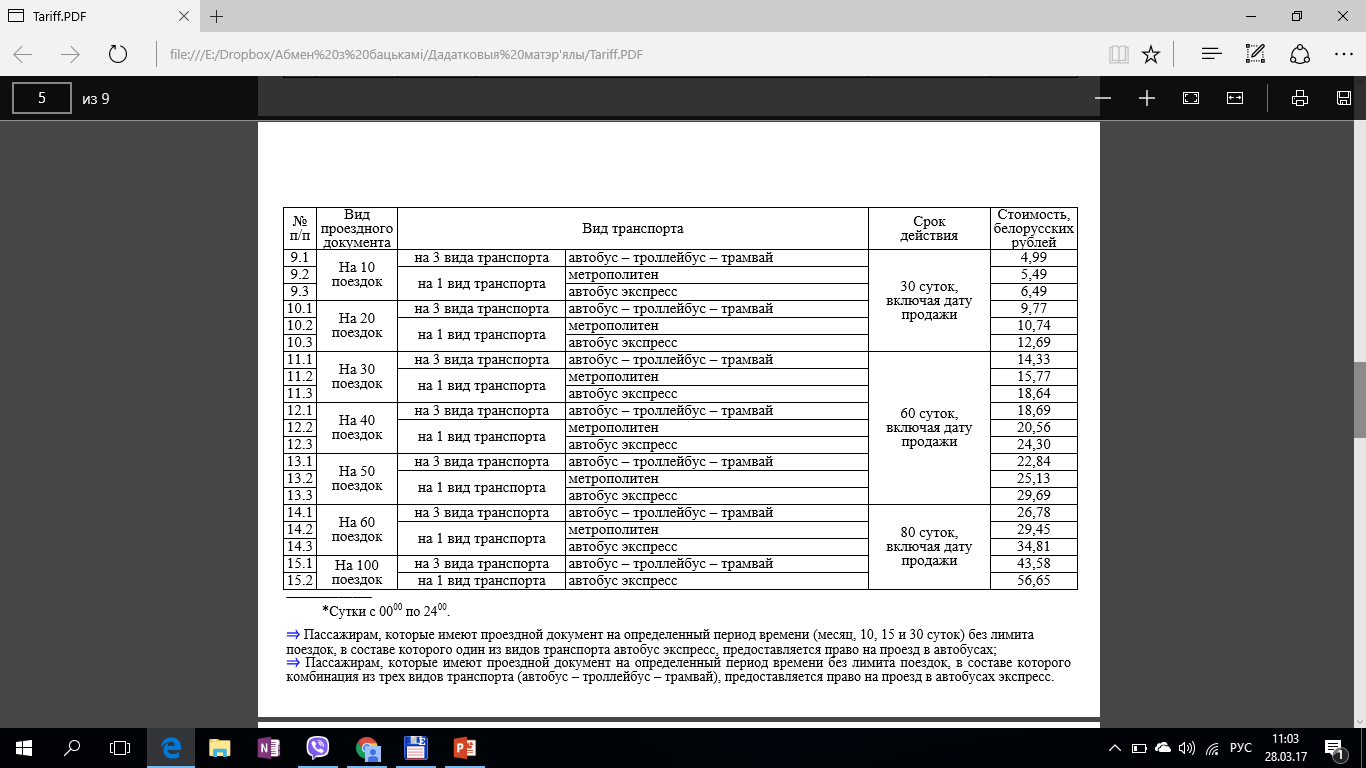 Tariff.PDF
file:///E:/Dropbox/Абмен%20з%20бацькамі/Дадатковыя%20матэр'ялы/Tariff.PDF
5 из 9
№ п/п Вид проездного документа Вид транспорта Срок действия Стоимость, белорусских рублей
9.1 На 10 поездок на 3 вида транспорта автобус – троллейбус – трамвай 30 суток, включая дату продажи 4,99
9.2 на 1 вид транспорта метрополитен 5,49
9.3 автобус экспресс 6,49
10.1 На 20 поездок на 3 вида транспорта автобус – троллейбус – трамвай 9,77
10.2 на 1 вид транспорта метрополитен 10,74
10.3 автобус экспресс 12,69
11.1 На 30 поездок на 3 вида транспорта автобус – троллейбус – трамвай 60 суток, включая дату продажи 14,33
11.2 на 1 вид транспорта метрополитен 15,77
11.3 автобус экспресс 18,64
12.1 На 40 поездок на 3 вида транспорта автобус – троллейбус – трамвай 18,69
12.2 на 1 вид транспорта метрополитен 20,56
12.3 автобус экспресс 24,30
13.1 На 50 поездок на 3 вида транспорта автобус – троллейбус – трамвай 22,84
13.2 на 1 вид транспорта метрополитен 25,13
13.3 автобус экспресс 29,69
14.1 На 60 поездок на 3 вида транспорта автобус – троллейбус – трамвай 80 суток, включая дату продажи 26,78
14.2 на 1 вид транспорта метрополитен 29,45
14.3 автобус экспресс 34,81
15.1 На 100 поездок на 3 вида транспорта автобус – троллейбус – трамвай 43,58
15.2 на 1 вид транспорта автобус экспресс 56,65
*Сутки с 00⁰⁰ по 24⁰⁰.
⇒ Пассажирам, которые имеют проездной документ на определенный период времени (месяц, 10, 15 и 30 суток) без лимита
поездок, в составе которого один из видов транспорта автобус экспресс, предоставляется право на проезд в автобусах;
⇒ Пассажирам, которые имеют проездной документ на определенный период времени без лимита поездок, в составе которого
комбинация из трех видов транспорта (автобус – троллейбус – трамвай), предоставляется право на проезд в автобусах экспресс.
РУС
11:03
28.03.17
1